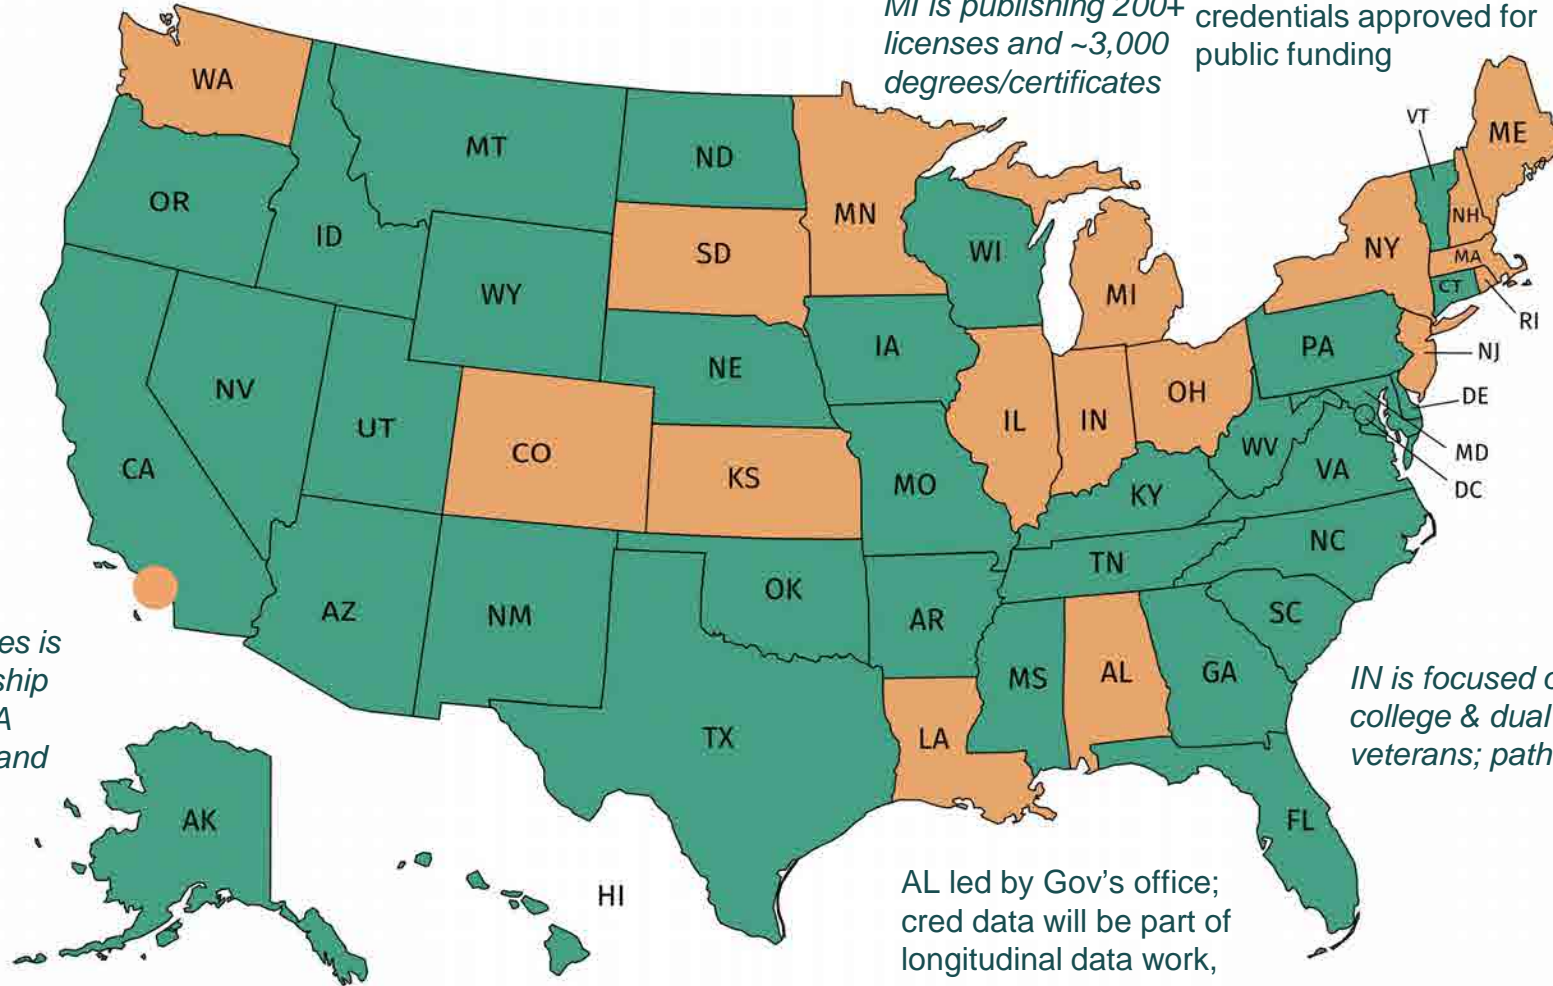 MI is publishing 200+
licenses and ~3,000
degrees/certificates
credentials approved for
public funding
WA
MT
ND
VT
ME
OR
ID
MN
NH
SD
WI
NY
MA
WY
MI
CT
RI
IA
PA
NJ
NE
NV
OH
DE
UT
IL
IN
CO
WV
MD
CA
KS
MO
VA
KY
DC
NC
TN
OK
AZ
NM
AR
SC
es is
ship
A
and
MS
AL
GA
IN is focused o
college & dual
veterans; path
TX
LA
AK
FL
HI
AL led by Gov's office;
cred data will be part of
longitudinal data work,